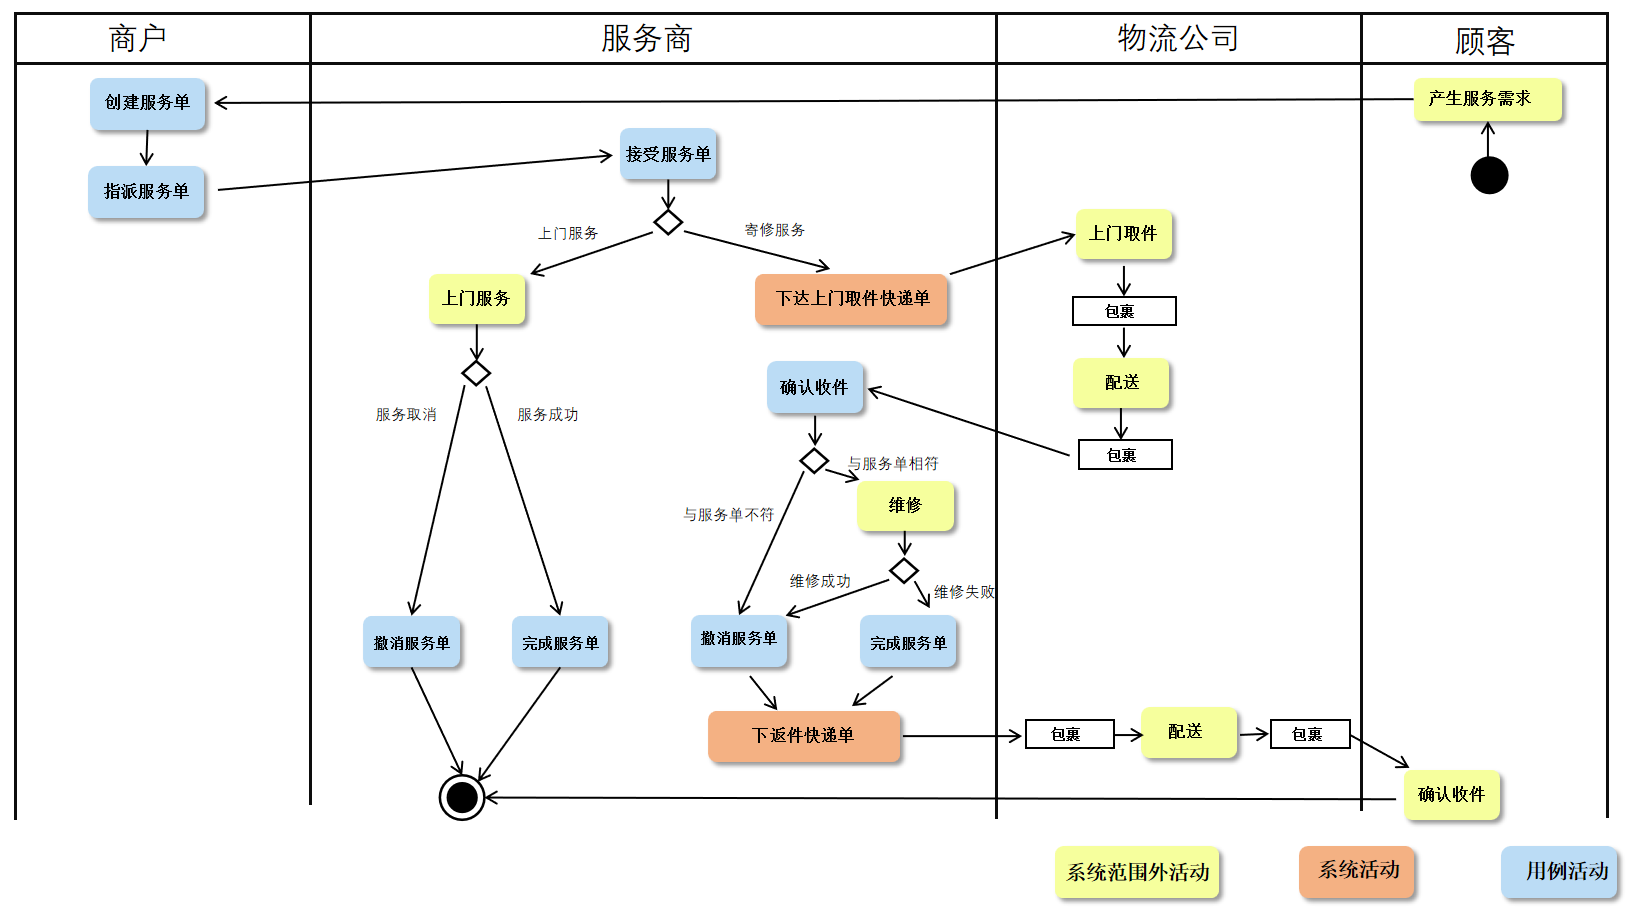 商户
服务商
物流公司
顾客
创建服务单
产生服务需求
接受服务单
指派服务单
上门服务
寄修服务
上门取件
上门服务
下达上门取件快递单
包裹
确认收件
配送
服务取消
服务成功
包裹
与服务单相符
维修
与服务单不符
维修成功
维修失败
撤消服务单
完成服务单
撤消服务单
完成服务单
下返件快递单
包裹
配送
包裹
确认收件
系统范围外活动
系统活动
用例活动